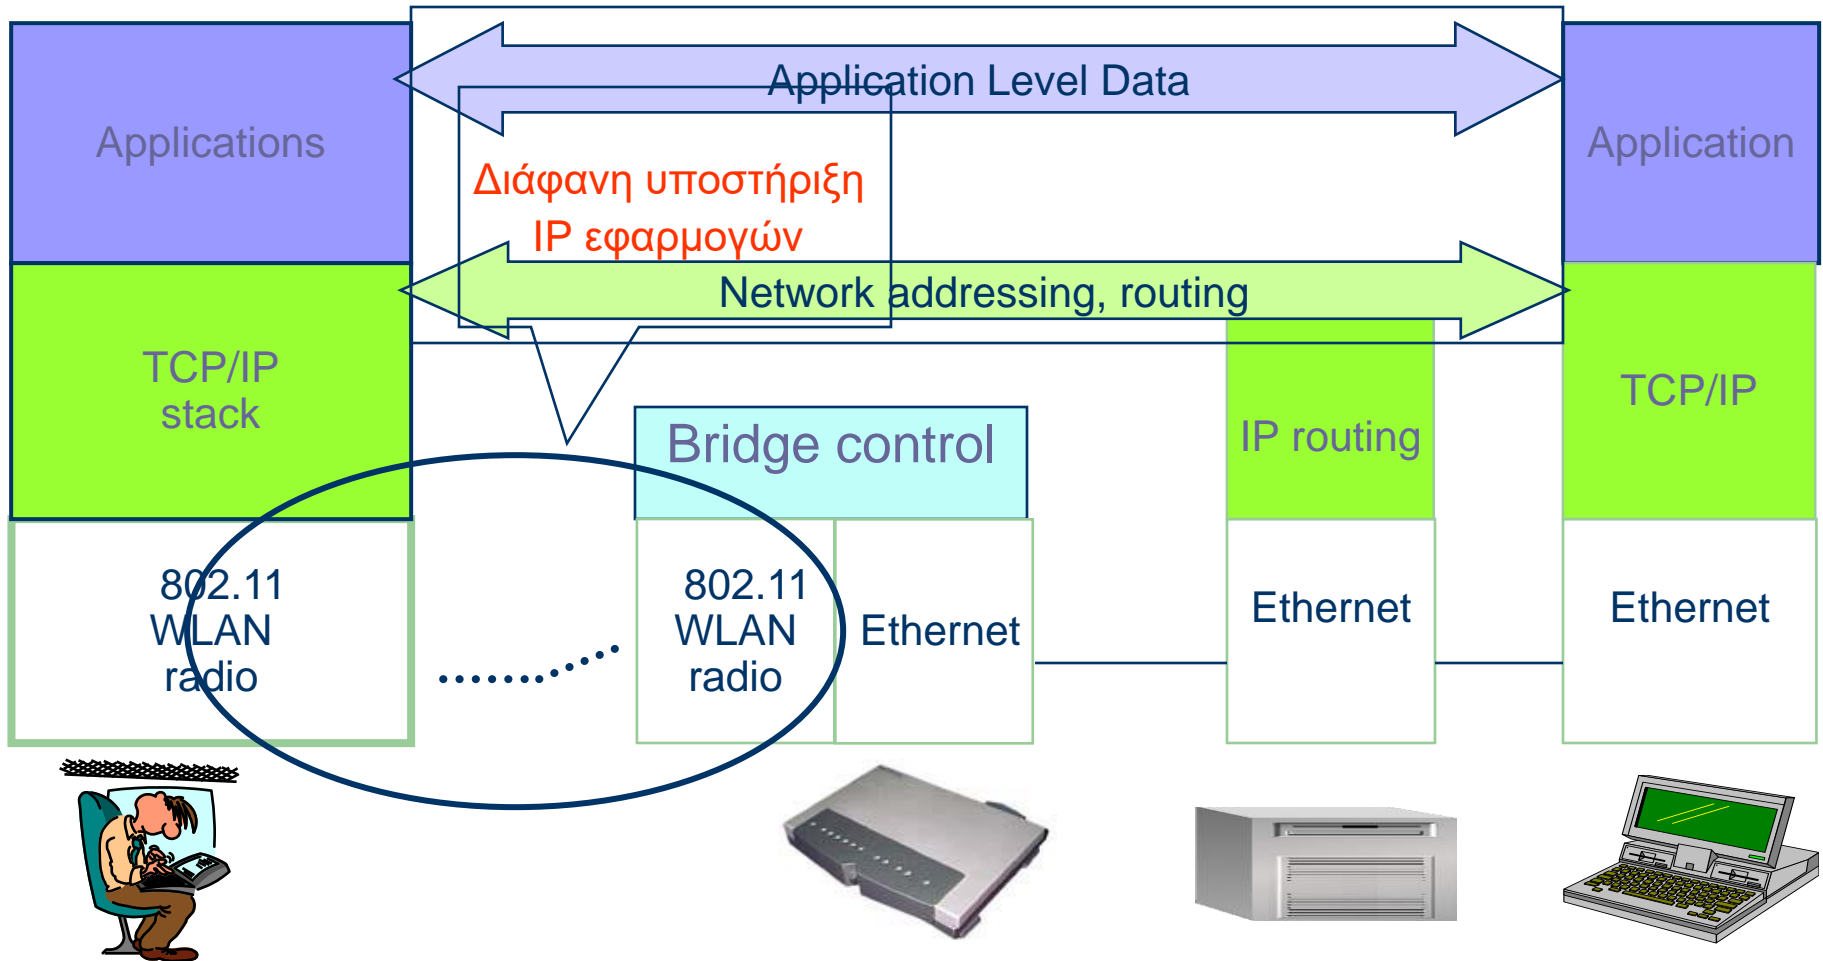 Application Level Data
Applications
Application
Διάφανη υποστήριξη
IP εφαρμογών
Network addressing, routing
TCP/IP
stack
TCP/IP
Bridge control
IP routing
802.11
WLAN
radio
802.11
WLAN
radio
Ethernet
Ethernet
Ethernet